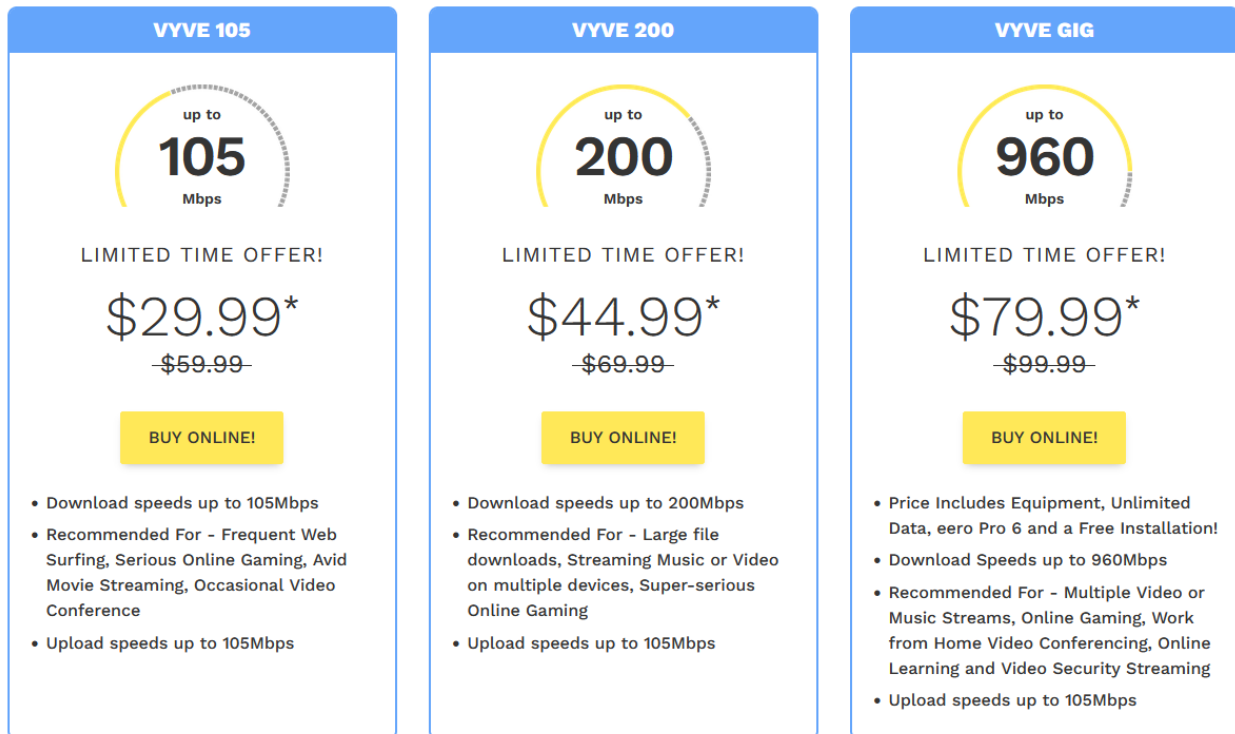 VYVE 105
up to
105
Mbps
LIMITED TIME OFFER!
$29.99*
$59.99
BUY ONLINE!
• Download speeds up to 105Mbps
• Recommended For - Frequent Web
Surfing, Serious Online Gaming, Avid
Movie Streaming, Occasional Video
Conference
• Upload speeds up to 105Mbps
VYVE 200
up to
200
Mbps
LIMITED TIME OFFER!
$44.99*
$69.99
BUY ONLINE!
• Download speeds up to 200Mbps
• Recommended For - Large file
downloads, Streaming Music or Video
on multiple devices, Super-serious
Online Gaming
• Upload speeds up to 105Mbps
VYVE GIG
up to
960
Mbps
LIMITED TIME OFFER!
$79.99*
$99.99
BUY ONLINE!
• Price Includes Equipment, Unlimited
Data, eero Pro 6 and a Free Installation!
• Download Speeds up to 960Mbps
• Recommended For - Multiple Video or
Music Streams, Online Gaming, Work
from Home Video Conferencing, Online
Learning and Video Security Streaming
• Upload speeds up to 105Mbps